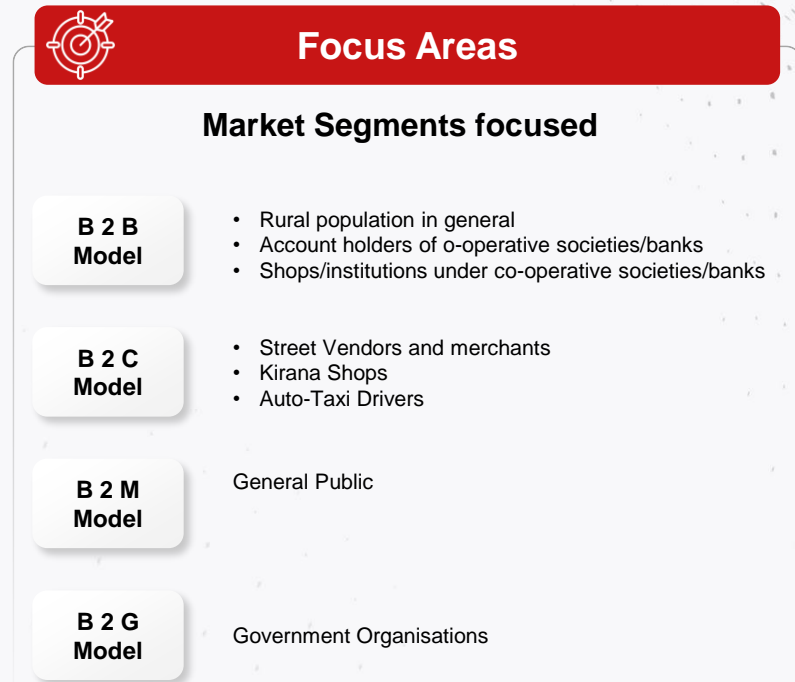 Focus Areas
Market Segments focused
B 2 B
Model
• Rural population in general
• Account holders of o-operative societies/banks
• Shops/institutions under co-operative societies/banks
B 2 C
Model
• Street Vendors and merchants
• Kirana Shops
• Auto-Taxi Drivers
B 2 M
Model
General Public
B 2 G
Model
Government Organisations